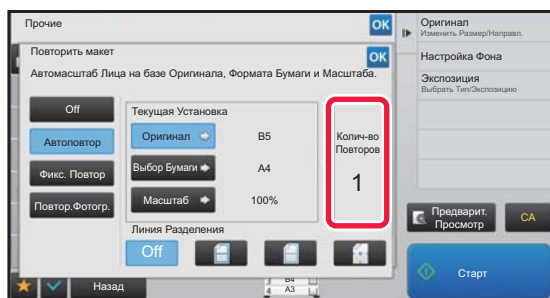 Прочие
OK
Повторить макет
OK
Автомасштаб Лица на базе Оригинала, Формата Бумаги и Масштаба.
Off
Автоповтор
Фикс. Повтор
Повтор.Фотогр.
Текущая Установка
Оригинал
B5
Выбор Бумаги
A4
Масштаб
100%
Линия Разделения
Off
Колич-во
Повторов
1
Назад
3 B4
4 A3
Оригинал
Изменить Размер/Направл.
Настройка Фона
Экспозиция
Выбрать Тип/Экспозицию
Предварит.
Просмотр
CA
Старт